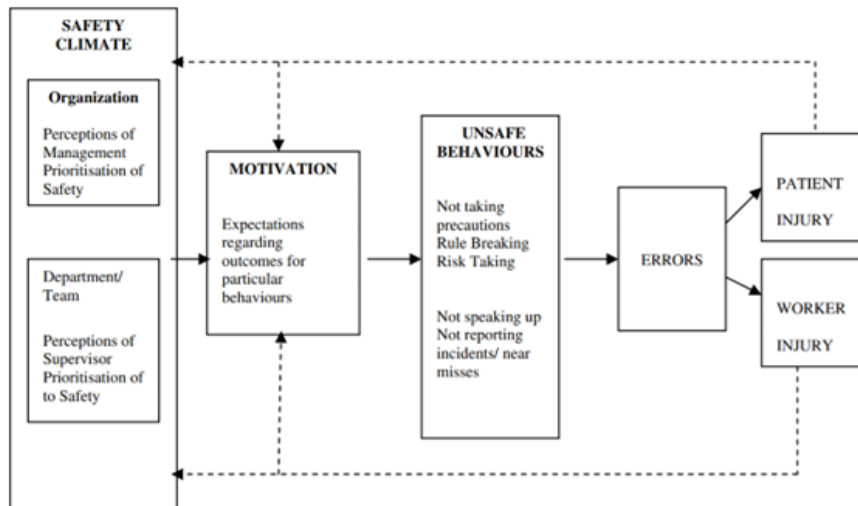 SAFETY
CLIMATE
Organization
Perceptions of
Management
Prioritisation of
Safety
Department/
Team
Perceptions of
Supervisor
Prioritisation of
to Safety
MOTIVATION
Expectations
regarding
outcomes for
particular
behaviours
UNSAFE
BEHAVIOURS
Not taking
precautions
Rule Breaking
Risk Taking
Not speaking up
Not reporting
incidents/ near
misses
ERRORS
PATIENT
INJURY
WORKER
INJURY